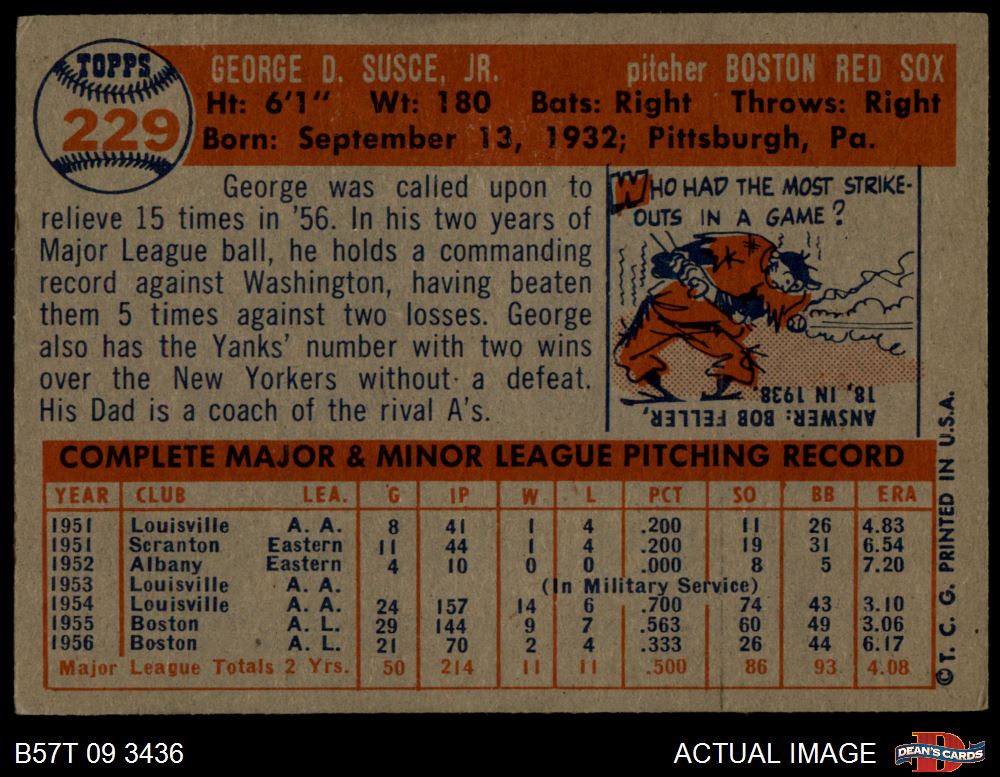 TOPPS
229
GEORGE D. SUSCE, JR. pitcher BOSTON RED SOX
Ht: 6'1" Wt: 180 Bats: Right Throws: Right
Born: September 13, 1932; Pittsburgh, Pa.
George was called upon to
relieve 15 times in '56. In his two years of
Major League ball, he holds a commanding
record against Washington, having beaten
them 5 times against two losses. George
also has the Yanks' number with two wins
over the New Yorkers without a defeat.
His Dad is a coach of the rival A's.
WHO HAD THE MOST STRIKE-
OUTS IN A GAME?
ANSWER: BOB FELLER,
18, IN 1938.
COMPLETE MAJOR & MINOR LEAGUE PITCHING RECORD
YEAR CLUB LEA. G IP W L PCT SO BB ERA
1951 Louisville A. A. 8 41 1 4 .200 11 26 4.83
1951 Scranton Eastern 11 44 1 4 .200 19 31 6.54
1952 Albany Eastern 4 10 0 0 .000 8 5 7.20
1953 Louisville A. A. (In Military Service)
1954 Louisville A. A. 24 157 14 6 .700 74 43 3.10
1955 Boston A. L. 29 144 9 7 .563 60 49 3.06
1956 Boston A. L. 21 70 2 4 .333 26 44 6.17
Major League Totals 2 Yrs. 50 214 11 11 .500 86 93 4.08
© T. C. G. PRINTED IN U.S.A.
B57T 09 3436
ACTUAL IMAGE
D
DEAN'S CARDS